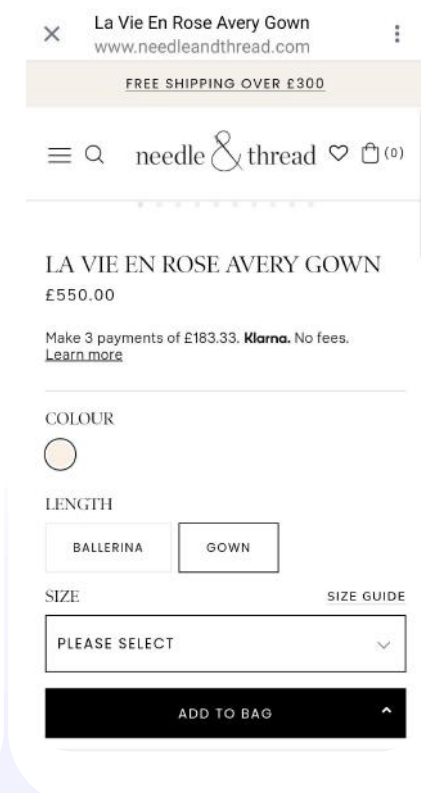 La Vie En Rose Avery Gown
www.needleandthread.com
FREE SHIPPING OVER £300
needle & thread (0)
LA VIE EN ROSE AVERY GOWN
£550.00
Make 3 payments of £183.33. Klarna. No fees.
Learn more
COLOUR
LENGTH
BALLERINA GOWN
SIZE SIZE GUIDE
PLEASE SELECT
ADD TO BAG